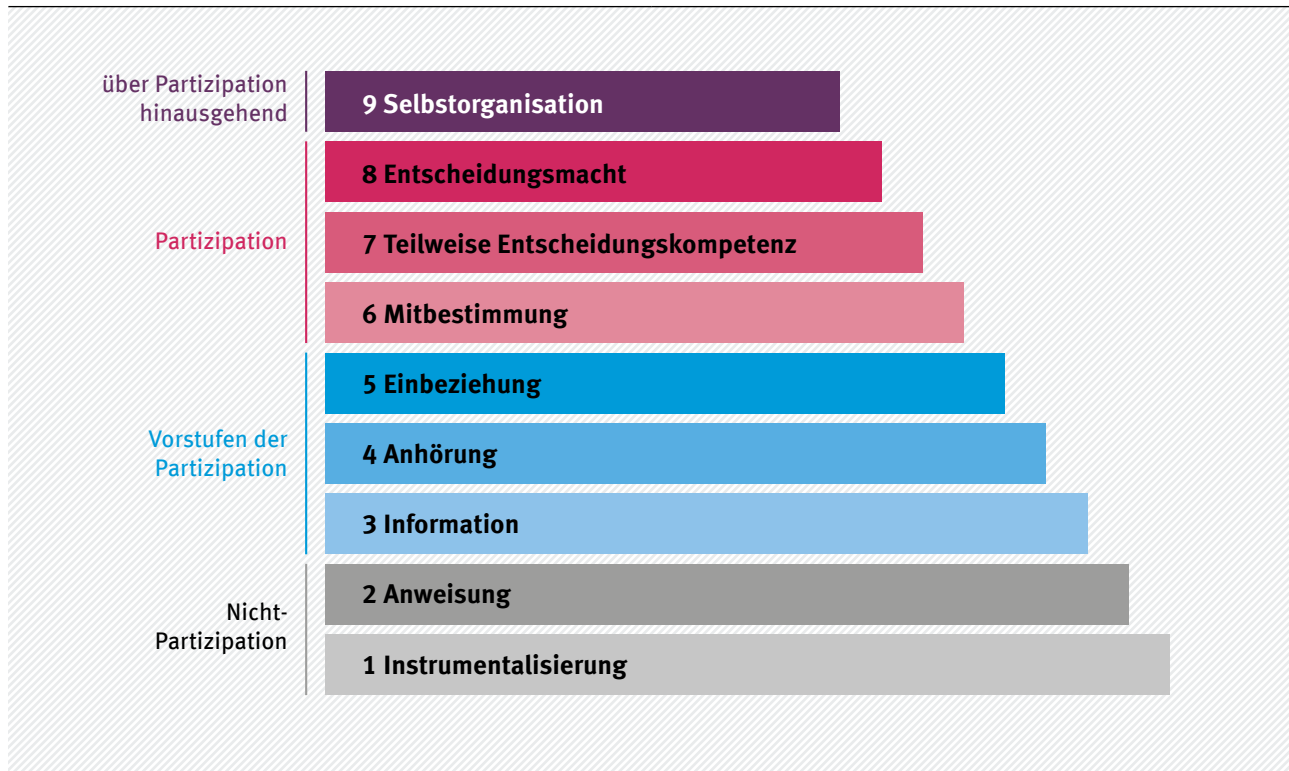 über Partizipation
hinausgehend
9 Selbstorganisation
Partizipation
8 Entscheidungsmacht
7 Teilweise Entscheidungskompetenz
6 Mitbestimmung
Vorstufen der
Partizipation
5 Einbeziehung
4 Anhörung
3 Information
Nicht-
Partizipation
2 Anweisung
1 Instrumentalisierung